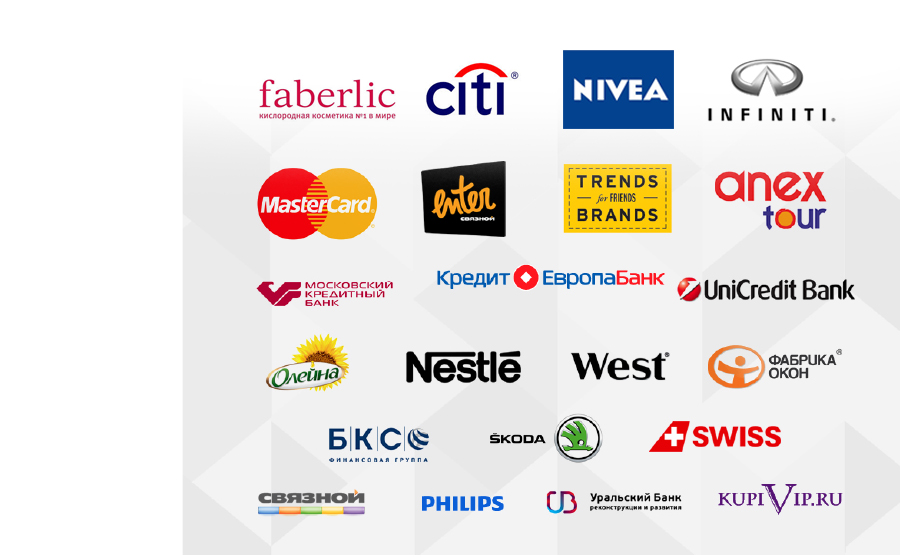 faberlic
кислородная косметика №1 в мире
citi®
NIVEA
INFINITI®
MasterCard
enter
связной
TRENDS
for FRIENDS
BRANDS
anex
tour
МОСКОВСКИЙ
КРЕДИТНЫЙ
БАНК
Кредит ЕвропаБанк
UniCredit Bank
Олейна
Nestlé
West®
ФАБРИКА®
ОКОН
БКС
ФИНАНСОВАЯ ГРУППА
ŠKODA
SWISS
СВЯЗНОЙ
PHILIPS
Уральский Банк
реконструкции и развития
KUPIVIP.RU